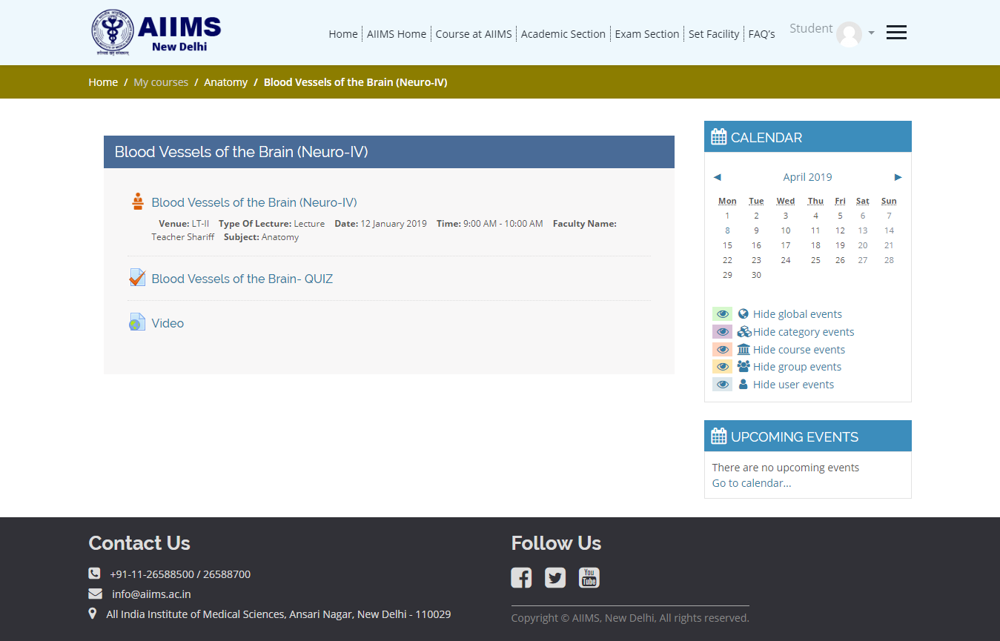 AIIMS
New Delhi
Home AIIMS Home Course at AIIMS Academic Section Exam Section Set Facility FAQ's Student
Home / My courses / Anatomy / Blood Vessels of the Brain (Neuro-IV)
Blood Vessels of the Brain (Neuro-IV)
Blood Vessels of the Brain (Neuro-IV)
Venue: LT-II Type Of Lecture: Lecture Date: 12 January 2019 Time: 9:00 AM - 10:00 AM Faculty Name:
Teacher Shariff Subject: Anatomy
Blood Vessels of the Brain- QUIZ
Video
CALENDAR
◄ April 2019 ►
Mon Tue Wed Thu Fri Sat Sun
1 2 3 4 5 6 7
8 9 10 11 12 13 14
15 16 17 18 19 20 21
22 23 24 25 26 27 28
29 30
Hide global events
Hide category events
Hide course events
Hide group events
Hide user events
UPCOMING EVENTS
There are no upcoming events
Go to calendar...
Contact Us
+91-11-26588500 / 26588700
info@aiims.ac.in
All India Institute of Medical Sciences, Ansari Nagar, New Delhi - 110029
Follow Us
You Tube
Copyright © AIIMS, New Delhi, All rights reserved.